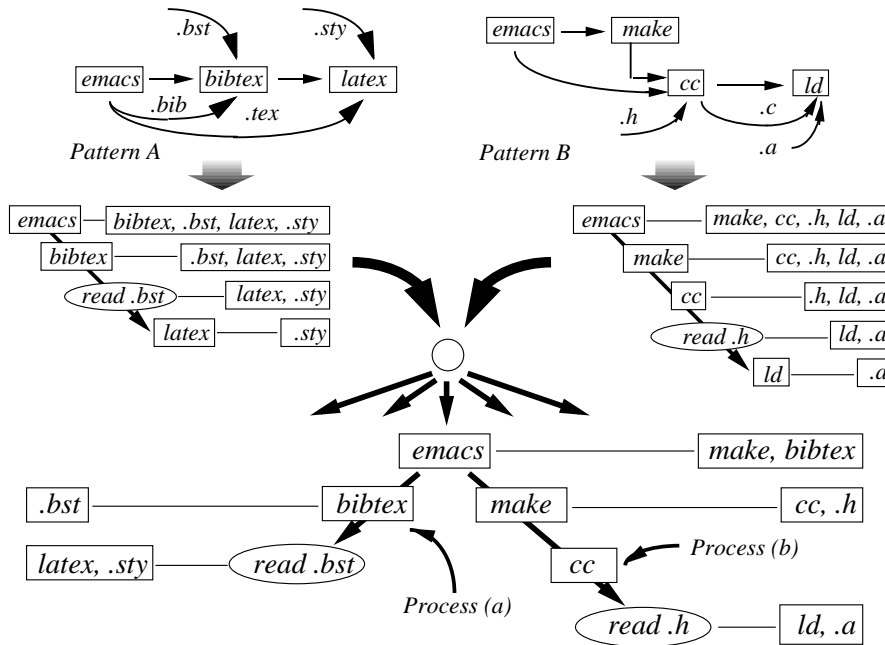 .bst
.sty
emacs
bibtex
latex
.bib
.tex
Pattern A
emacs
make
cc
ld
.h
.c
.a
Pattern B
emacs
bibtex, .bst, latex, .sty
bibtex
.bst, latex, .sty
read .bst
latex, .sty
latex
.sty
emacs
make, cc, .h, ld, .a
make
cc, .h, ld, .a
cc
.h, ld, .a
read .h
ld, .a
ld
.a
emacs
make, bibtex
.bst
bibtex
make
cc, .h
latex, .sty
read .bst
cc
Process (b)
Process (a)
read .h
ld, .a